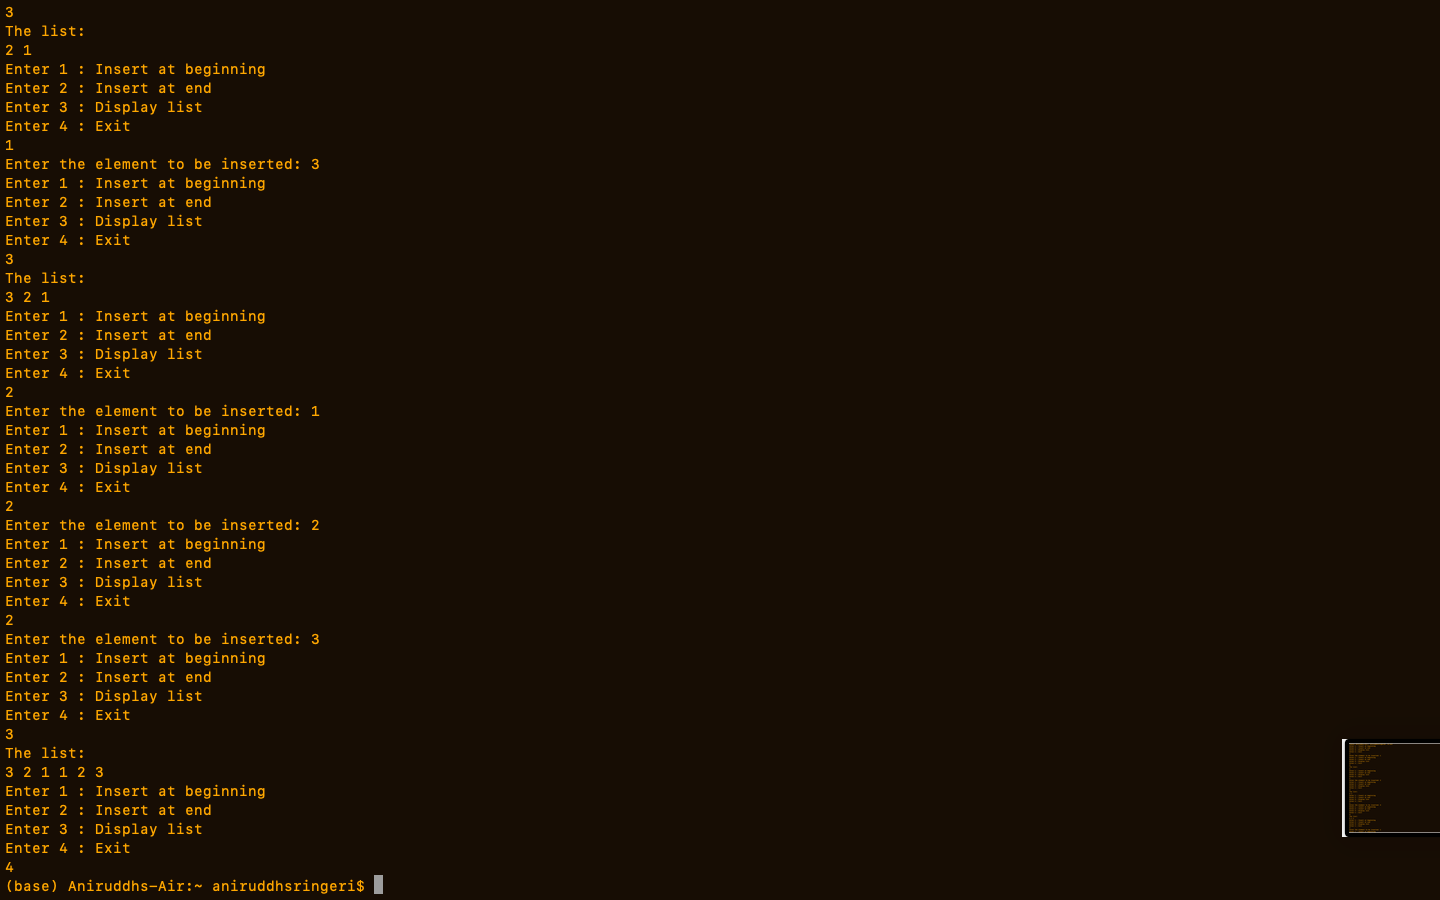 3
The list:
2 1
Enter 1 : Insert at beginning
Enter 2 : Insert at end
Enter 3 : Display list
Enter 4 : Exit
1
Enter the element to be inserted: 3
Enter 1 : Insert at beginning
Enter 2 : Insert at end
Enter 3 : Display list
Enter 4 : Exit
3
The list:
3 2 1
Enter 1 : Insert at beginning
Enter 2 : Insert at end
Enter 3 : Display list
Enter 4 : Exit
2
Enter the element to be inserted: 1
Enter 1 : Insert at beginning
Enter 2 : Insert at end
Enter 3 : Display list
Enter 4 : Exit
2
Enter the element to be inserted: 2
Enter 1 : Insert at beginning
Enter 2 : Insert at end
Enter 3 : Display list
Enter 4 : Exit
2
Enter the element to be inserted: 3
Enter 1 : Insert at beginning
Enter 2 : Insert at end
Enter 3 : Display list
Enter 4 : Exit
3
The list:
3 2 1 1 2 3
Enter 1 : Insert at beginning
Enter 2 : Insert at end
Enter 3 : Display list
Enter 4 : Exit
4
(base) Aniruddhs-Air:~ aniruddhsringeri$